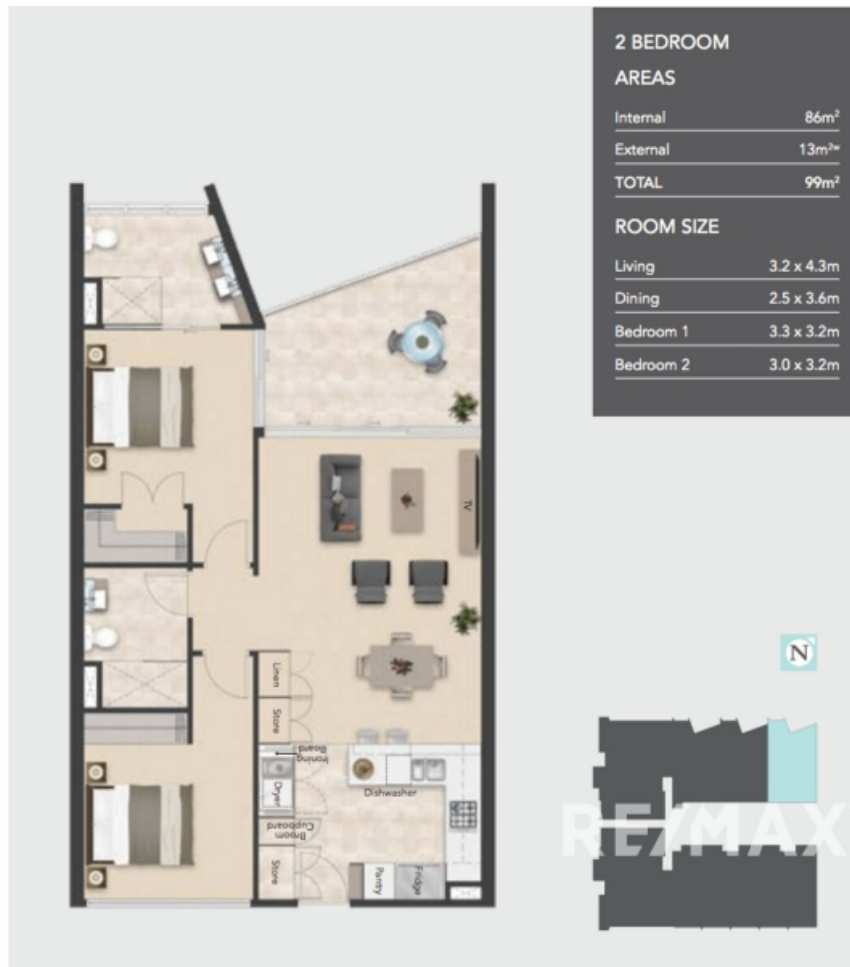 2 BEDROOM
AREAS
Internal 86m²
External 13m²ʷ
TOTAL 99m²
ROOM SIZE
Living 3.2 x 4.3m
Dining 2.5 x 3.6m
Bedroom 1 3.3 x 3.2m
Bedroom 2 3.0 x 3.2m
TV
Linen
Store
Ironing
Board
Dryer
Dishwasher
Broom
Cupboard
Store
Pantry
Fridge
N
RE/MAX